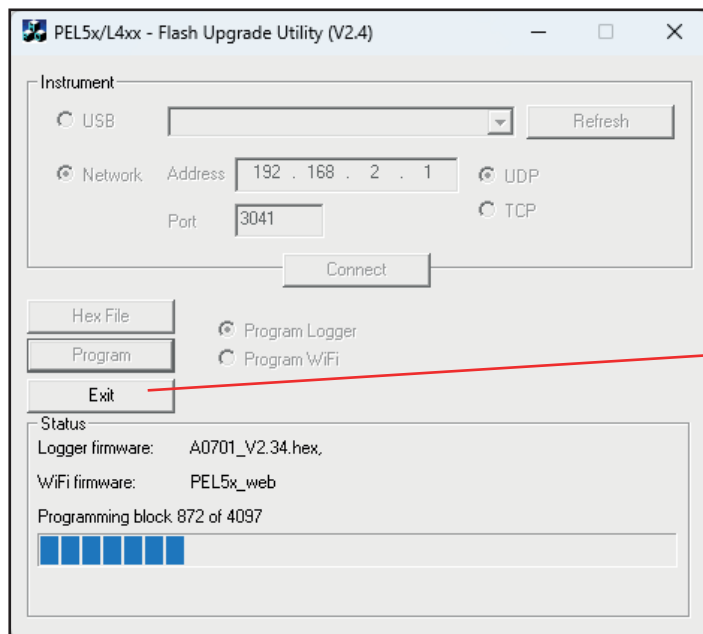 PEL5x/L4xx - Flash Upgrade Utility (V2.4)
Instrument
USB
Refresh
Network Address 192 . 168 . 2 . 1 UDP
Port 3041 TCP
Connect
Hex File
Program Logger
Program Program WiFi
Exit
Status
Logger firmware: A0701_V2.34.hex,
WiFi firmware: PEL5x_web
Programming block 872 of 4097